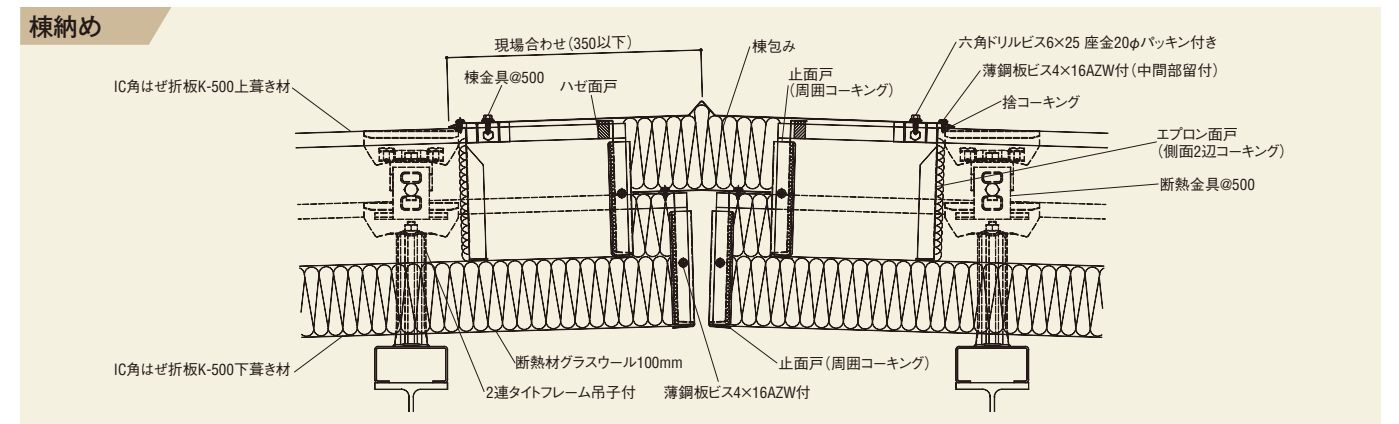 棟納め
現場合わせ（350以下）
棟包み
六角ドリルビス6×25 座金20φパッキン付き
IC角はぜ折板K-500上葺き材
棟金具@500
ハゼ面戸
止面戸
（周囲コーキング）
薄鋼板ビス4×16AZW付（中間部留付）
捨コーキング
エプロン面戸
（側面2辺コーキング）
断熱金具@500
IC角はぜ折板K-500下葺き材
断熱材グラスウール100mm
止面戸（周囲コーキング）
2連タイトフレーム吊子付
薄鋼板ビス4×16AZW付